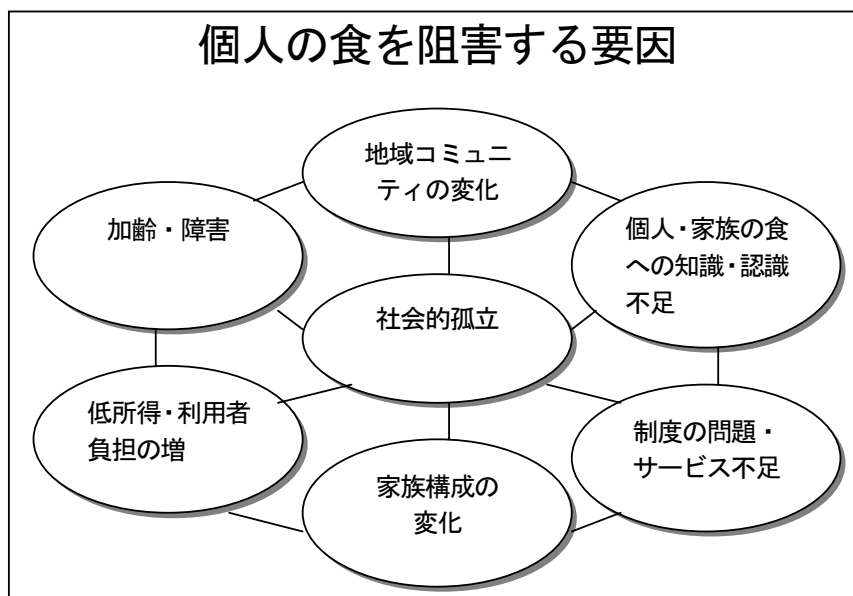 個人の食を阻害する要因
地域コミュニ
ティの変化
加齢・障害
個人・家族の食
への知識・認識
不足
社会的孤立
低所得・利用者
負担の増
制度の問題・
サービス不足
家族構成の
変化